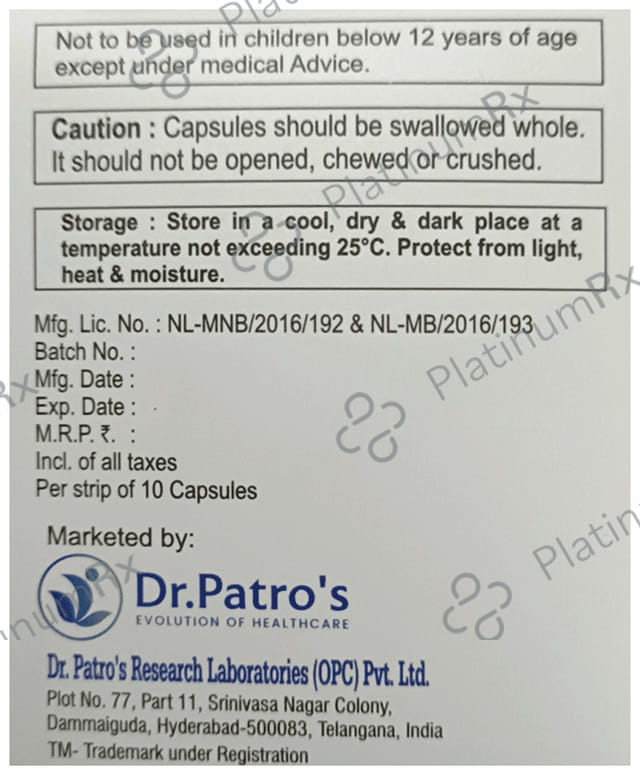 Not to be used in children below 12 years of age
except under medical Advice.
Caution : Capsules should be swallowed whole.
It should not be opened, chewed or crushed.
Storage : Store in a cool, dry & dark place at a
temperature not exceeding 25°C. Protect from light,
heat & moisture.
Mfg. Lic. No. : NL-MNB/2016/192 & NL-MB/2016/193
Batch No. :
Mfg. Date :
Exp. Date :
M.R.P. ₹. :
Incl. of all taxes
Per strip of 10 Capsules
Marketed by:
Dr.Patro's
EVOLUTION OF HEALTHCARE
Dr. Patro's Research Laboratories (OPC) Pvt. Ltd.
Plot No. 77, Part 11, Srinivasa Nagar Colony,
Dammaiguda, Hyderabad-500083, Telangana, India
TM- Trademark under Registration
PlatinumRx
PlatinumRx